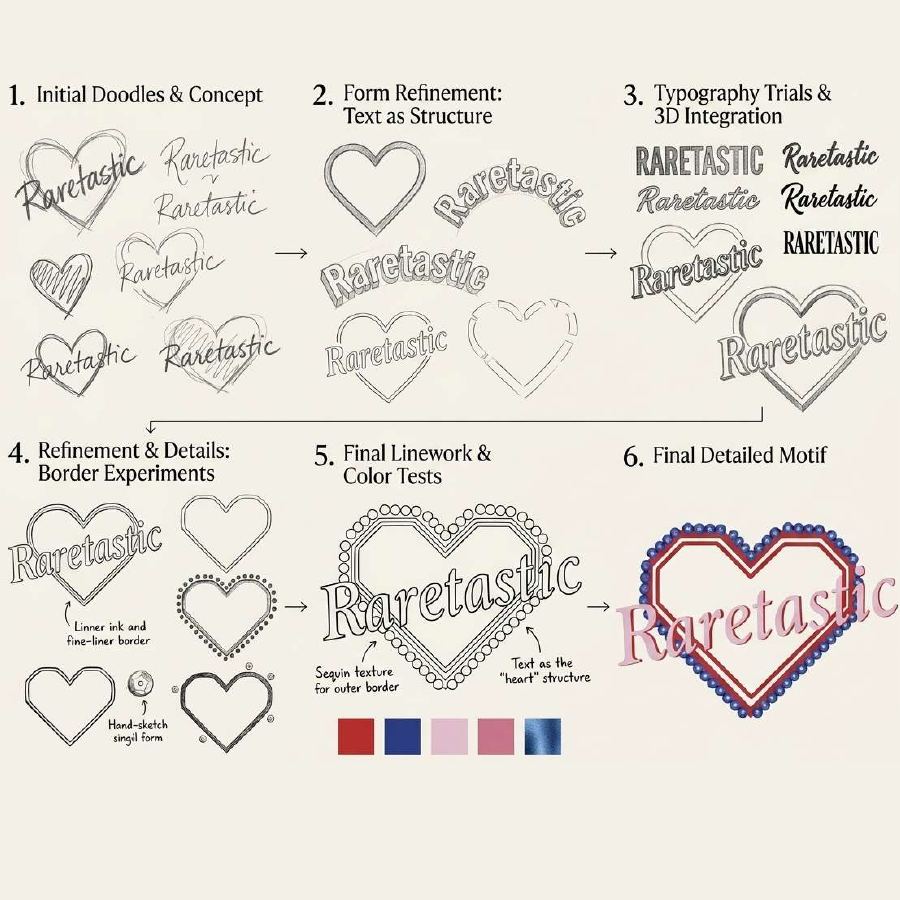 1. Initial Doodles & Concept
Raretastic
Raretastic
Raretastic
Raretastic
Raretastic
Raretastic
2. Form Refinement:
Text as Structure
Raretastic
Raretastic
Raretastic
3. Typography Trials &
3D Integration
RARETASTIC
Raretastic
Raretastic
Raretastic
RARETASTIC
Raretastic
Raretastic
4. Refinement & Details:
Border Experiments
Raretastic
Linner ink and
fine-liner border
Hand-sketch
singil form
5. Final Linework &
Color Tests
Raretastic
Sequin texture
for outer border
Text as the
"heart" structure
6. Final Detailed Motif
Raretastic